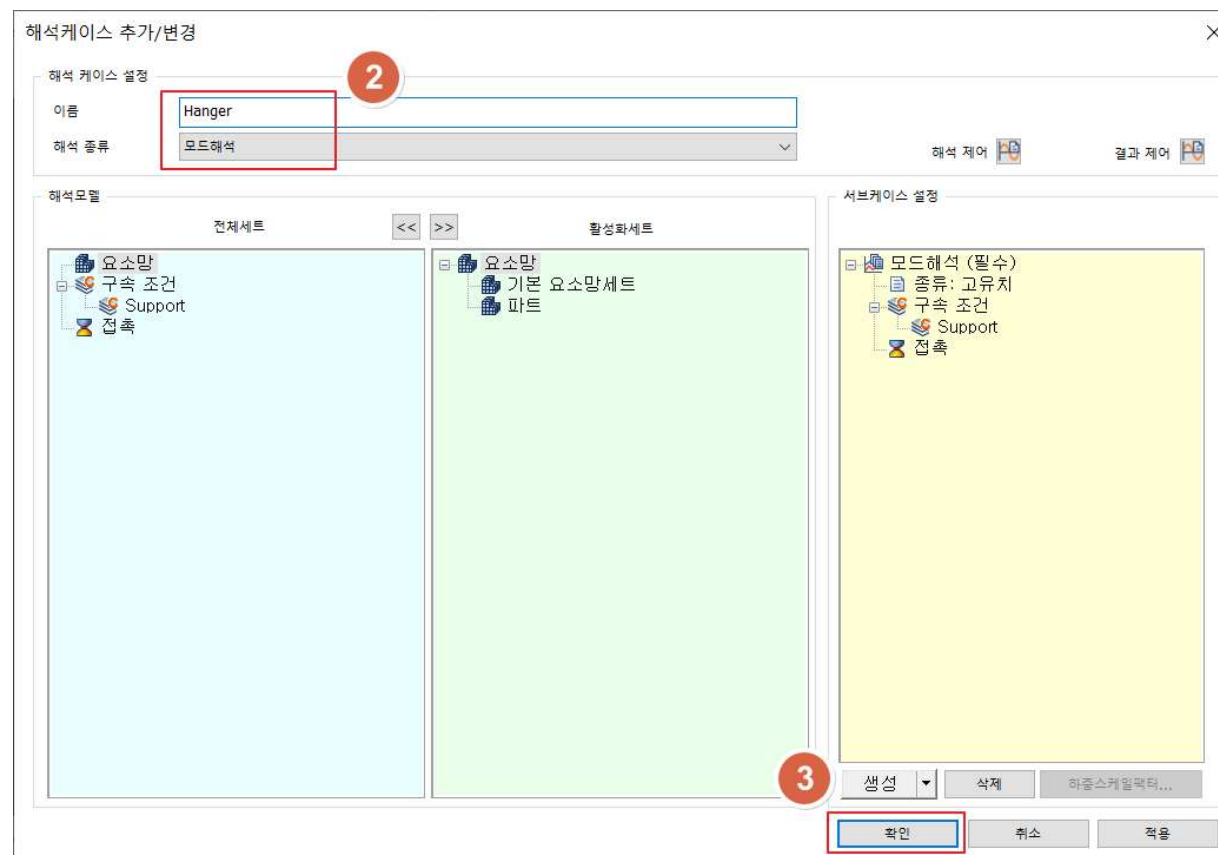 해석케이스 추가/변경
해석 케이스 설정
2
이름
Hanger
해석 종류
모드해석
해석 제어
결과 제어
해석모델
전체세트
<<
>>
활성화세트
서브케이스 설정
요소망
구속 조건
Support
접촉
요소망
기본 요소망세트
파트
모드해석 (필수)
종류: 고유치
구속 조건
Support
접촉
3
생성
삭제
하중스케일팩터...
확인
취소
적용